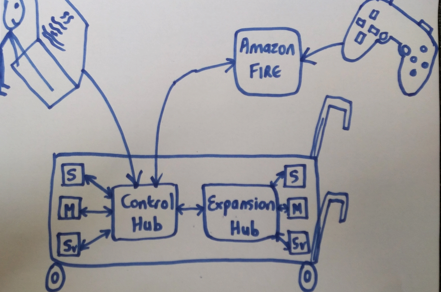 Amazon
FIRE
S
M
Sv
Control
Hub
Expansion
Hub
S
M
Sv